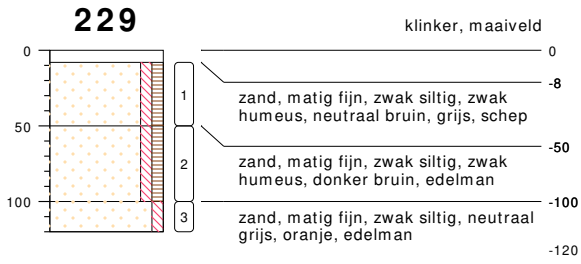 229
klinker, maaiveld
0
0
-8
1
zand, matig fijn, zwak siltig, zwak
humeus, neutraal bruin, grijs, schep
50
-50
2
zand, matig fijn, zwak siltig, zwak
humeus, donker bruin, edelman
100
-100
3
zand, matig fijn, zwak siltig, neutraal
grijs, oranje, edelman
-120